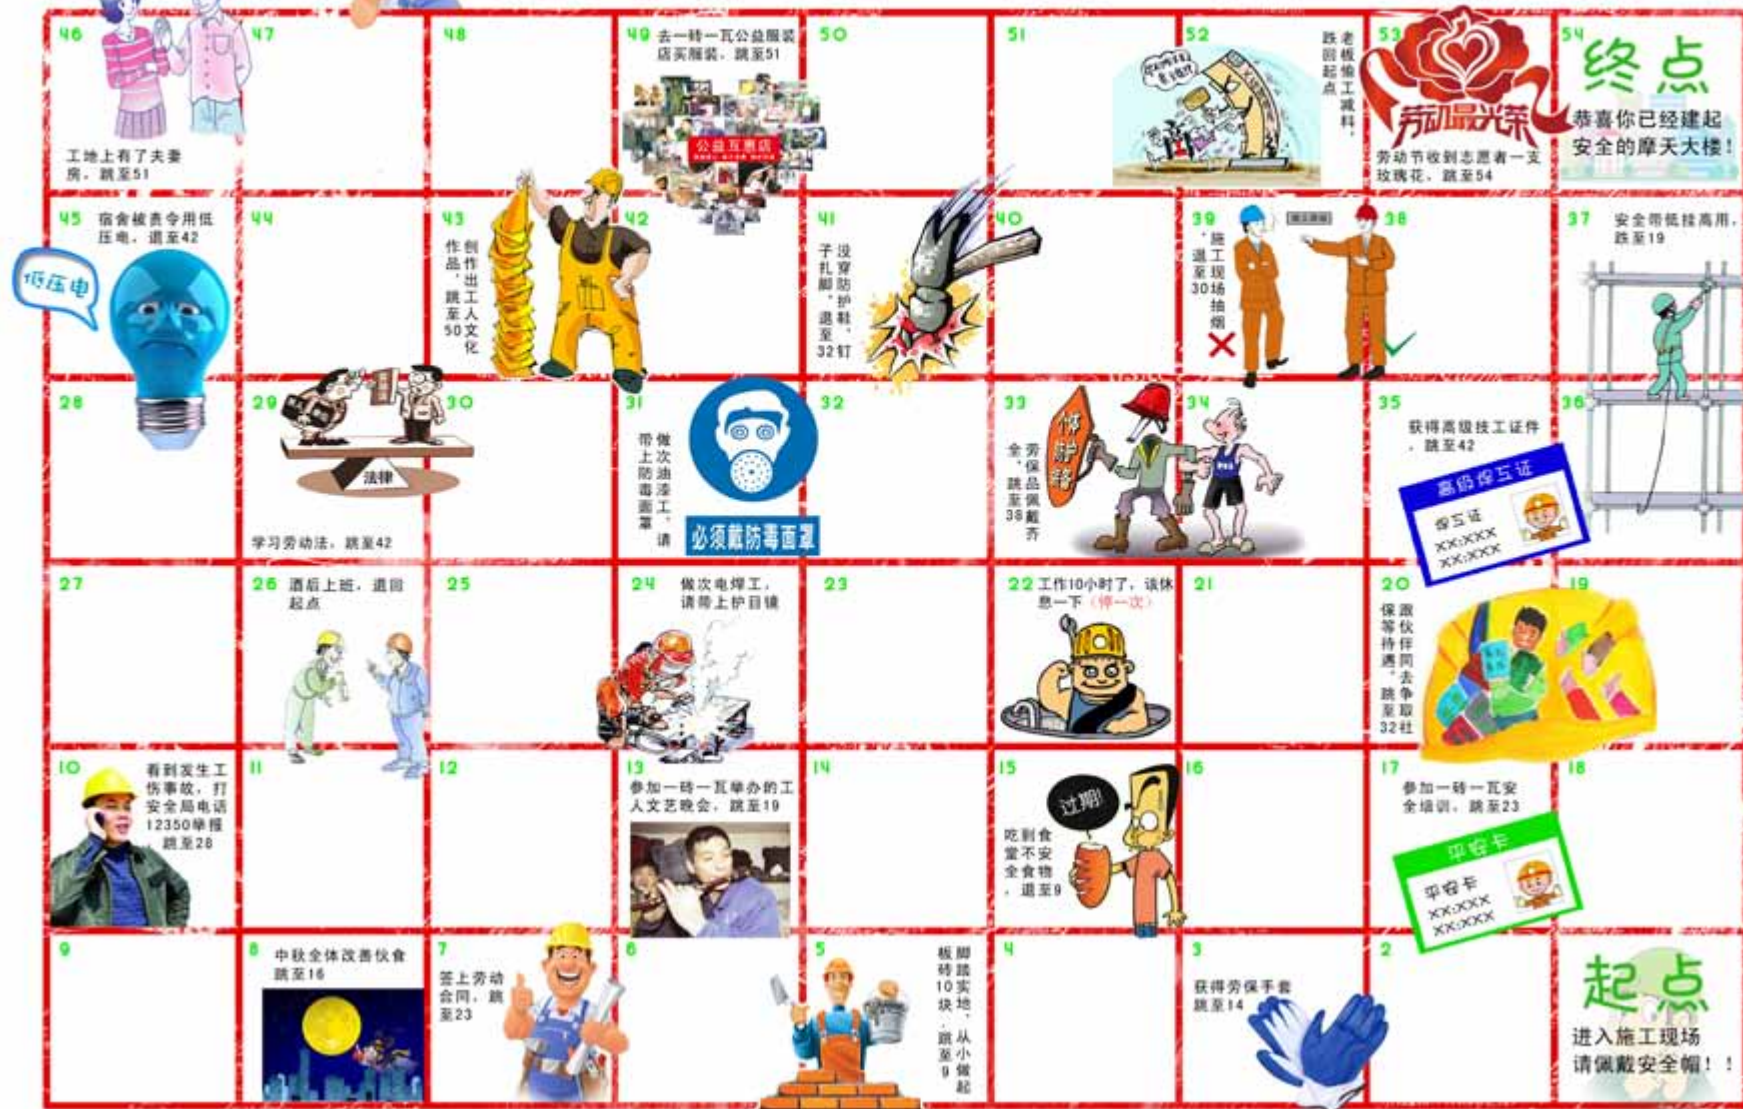 46
工地上有了夫妻
房，跳至51
47
48
49
去一砖一瓦公益服装
店买服装，跳至51
公益互惠店
50
51
52
老板偷工减料，
跌回起点
53
劳动最光荣
劳动节收到志愿者一支
玫瑰花，跳至54
54
终点
恭喜你已经建起
安全的摩天大楼！
45
宿舍被责令用低
压电，退至42
低压电
44
43
创作出工人文化
作品，跳至50
42
41
没穿防护鞋，钉
子扎脚，退至32
40
39
施工现场抽烟
，退至30
38
37
安全带低挂高用，
跌至19
28
29
法律
学习劳动法，跳至42
30
31
做次油漆工，请
带上防毒面罩
必须戴防毒面罩
32
33
劳保品佩戴齐
全，跳至38
个体
防护
装备
34
35
获得高级技工证件
，跳至42
高级焊工证
焊工证
XX:XXX
XX:XXX
36
27
26
酒后上班，退回
起点
25
24
做次电焊工，
请带上护目镜
23
22
工作10小时了，该休
息一下（停一次）
21
20
跟伙伴同去争取社
保等待遇，跳至32
19
10
看到发生工
伤事故，打
安全局电话
12350举报
，跳至28
11
12
13
参加一砖一瓦举办的工
人文艺晚会，跳至19
14
15
过期!
吃到食
堂不安
全食物
，退至9
16
17
参加一砖一瓦安
全培训，跳至23
平安卡
平安卡
XX:XXX
XX:XXX
18
9
8
中秋全体改善伙食
跳至16
7
签上劳动
合同，跳
至23
6
5
脚踏实地，从小做起
板砖10块，跳至9
4
3
获得劳保手套
跳至14
2
起点
进入施工现场
请佩戴安全帽！！